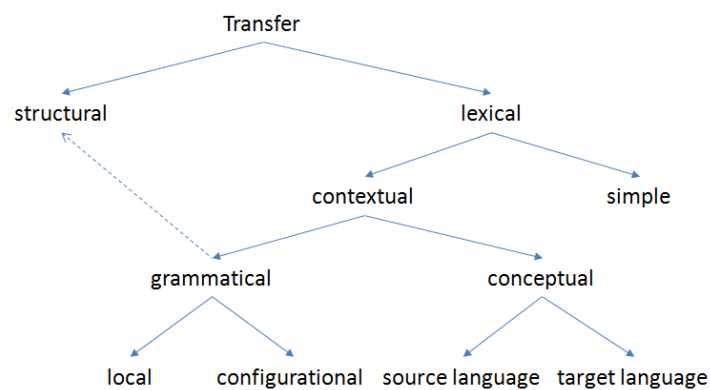 Transfer
structural lexical
contextual simple
grammatical conceptual
local configurational source language target language